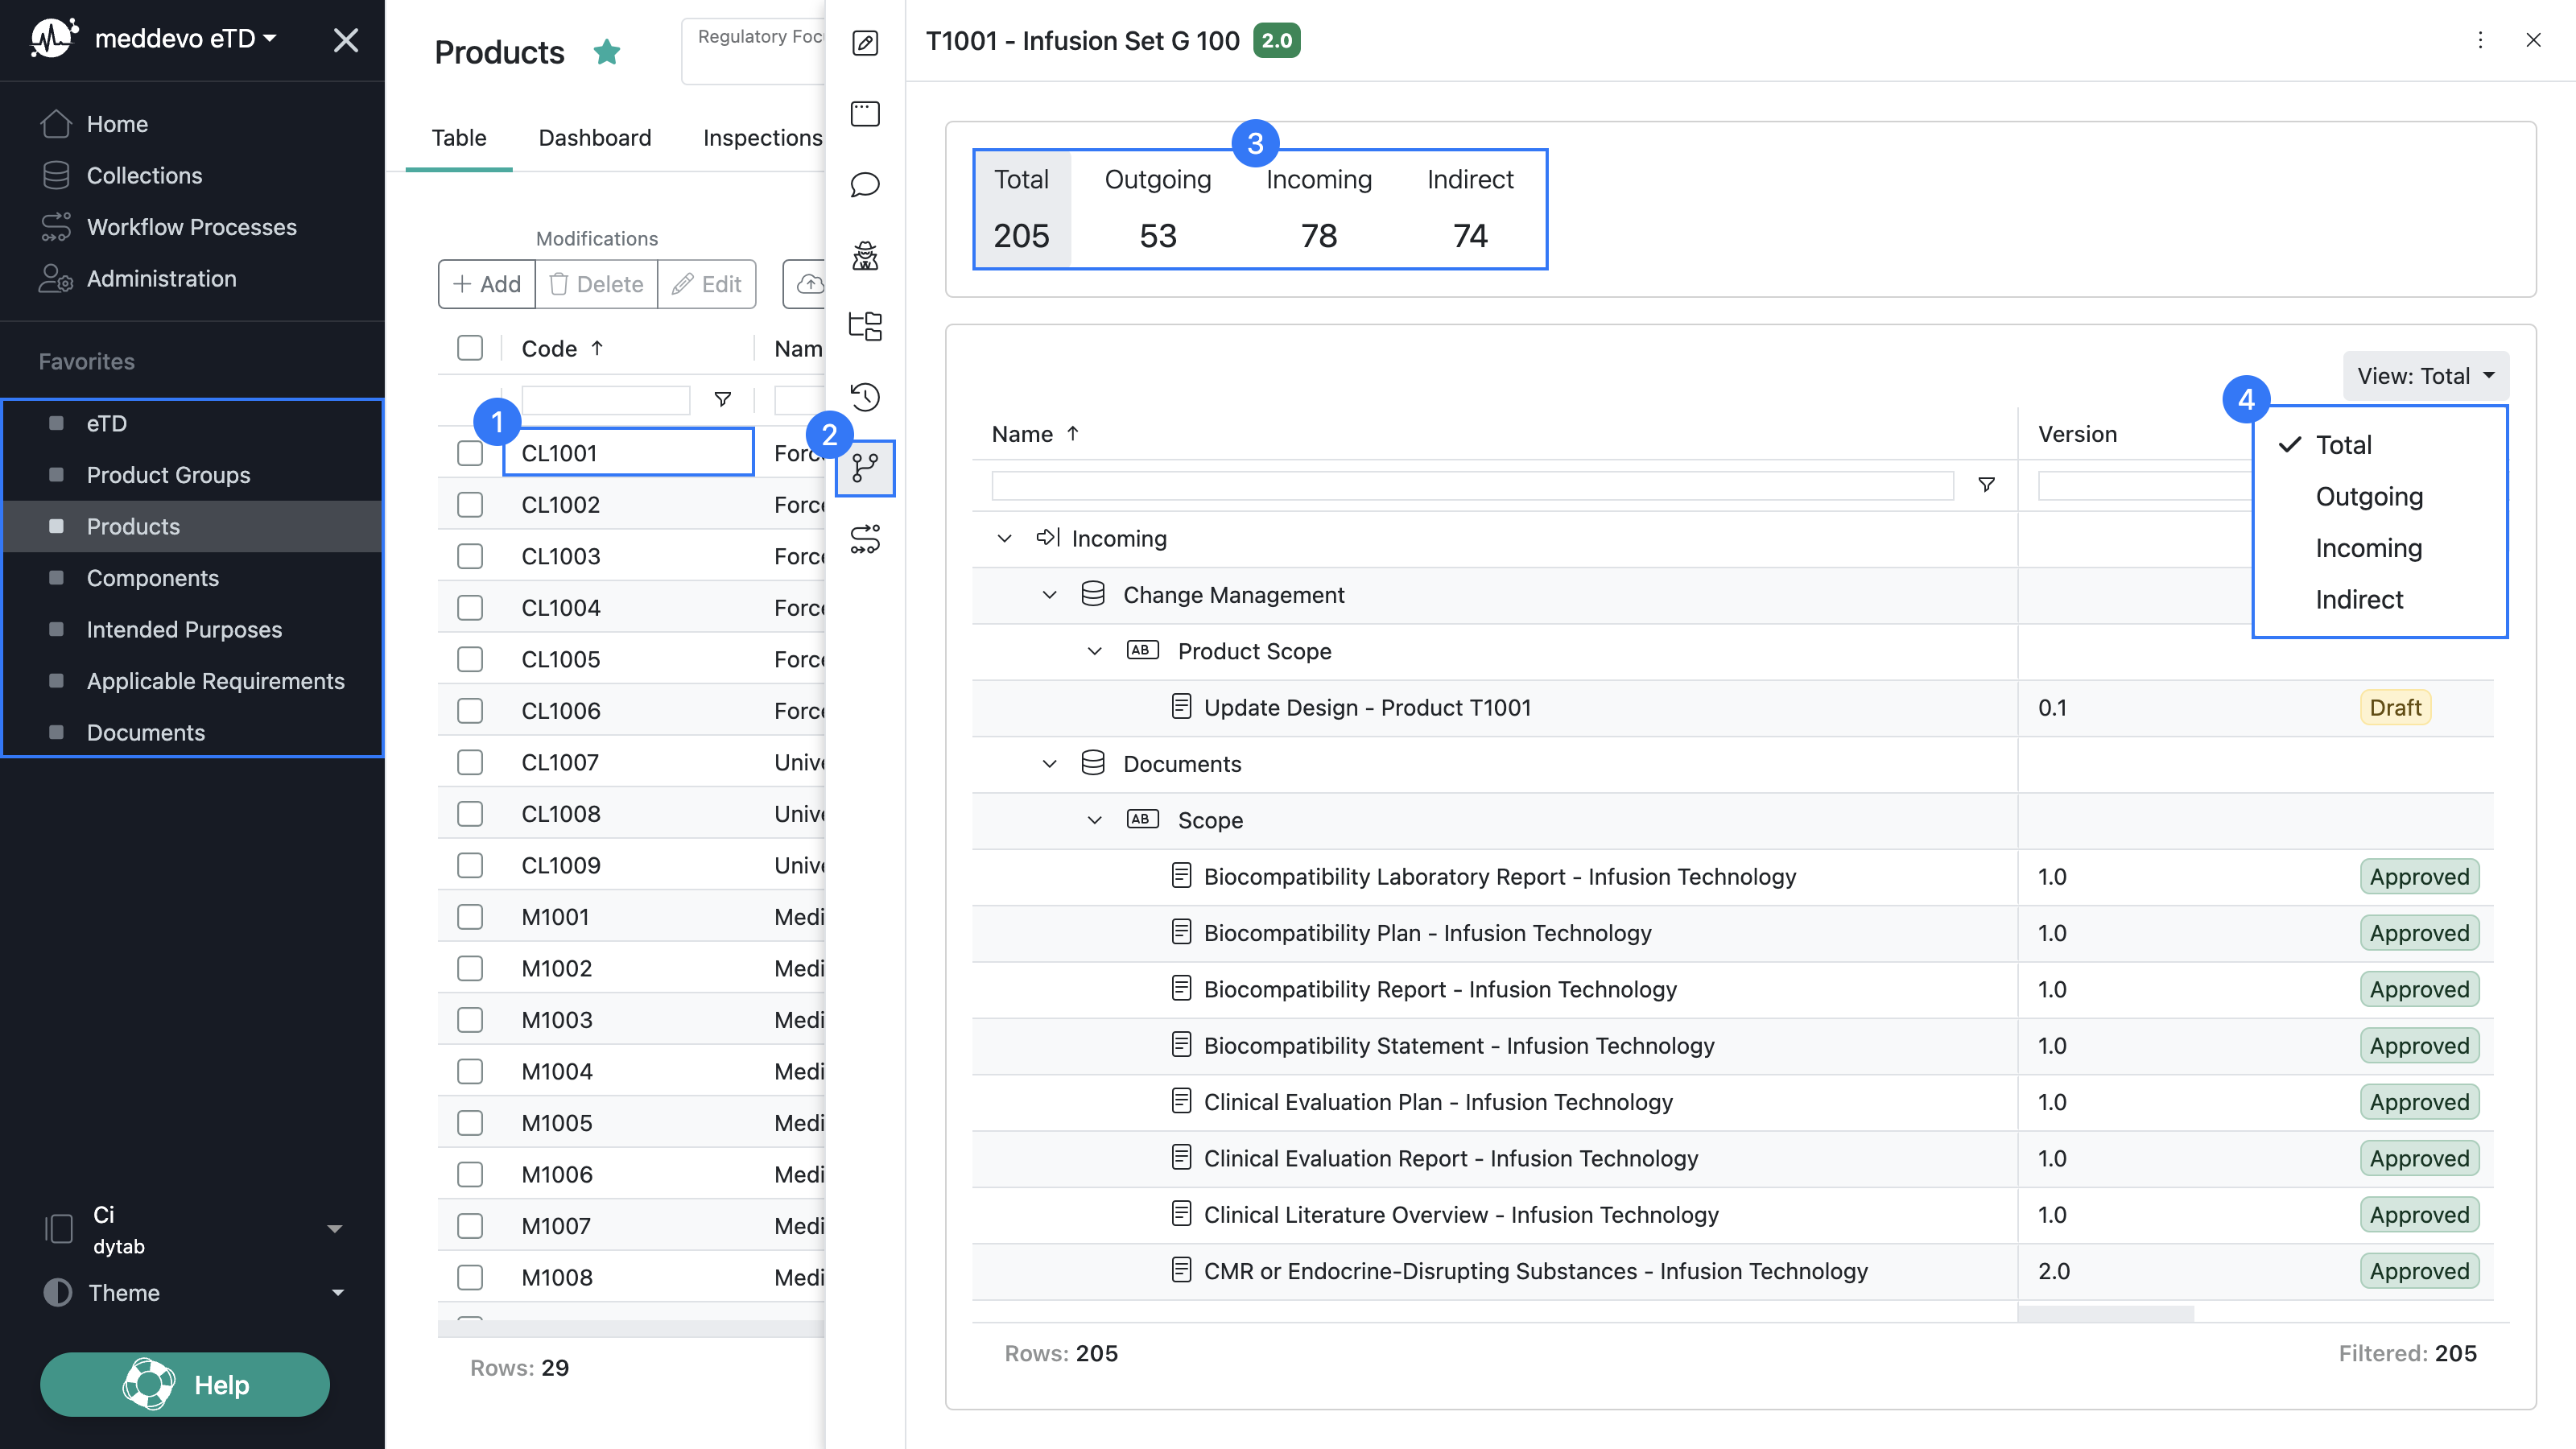 meddevo eTD
Home
Collections
Workflow Processes
Administration
Favorites
eTD
Product Groups
Products
Components
Intended Purposes
Applicable Requirements
Documents
Ci
dytab
Theme
Help
Products
Regulatory Foc
Table Dashboard Inspections
Modifications
Add Delete Edit
Code Nam
1
CL1001 Forc
CL1002 Forc
CL1003 Forc
CL1004 Forc
CL1005 Forc
CL1006 Forc
CL1007 Unive
CL1008 Unive
CL1009 Unive
M1001 Medi
M1002 Medi
M1003 Medi
M1004 Medi
M1005 Medi
M1006 Medi
M1007 Medi
M1008 Medi
Rows: 29
2
T1001 - Infusion Set G 100 2.0
3
Total Outgoing Incoming Indirect
205 53 78 74
View: Total
4
Total
Outgoing
Incoming
Indirect
Name Version
Incoming
Change Management
AB Product Scope
Update Design - Product T1001 0.1 Draft
Documents
AB Scope
Biocompatibility Laboratory Report - Infusion Technology 1.0 Approved
Biocompatibility Plan - Infusion Technology 1.0 Approved
Biocompatibility Report - Infusion Technology 1.0 Approved
Biocompatibility Statement - Infusion Technology 1.0 Approved
Clinical Evaluation Plan - Infusion Technology 1.0 Approved
Clinical Evaluation Report - Infusion Technology 1.0 Approved
Clinical Literature Overview - Infusion Technology 1.0 Approved
CMR or Endocrine-Disrupting Substances - Infusion Technology 2.0 Approved
Rows: 205 Filtered: 205